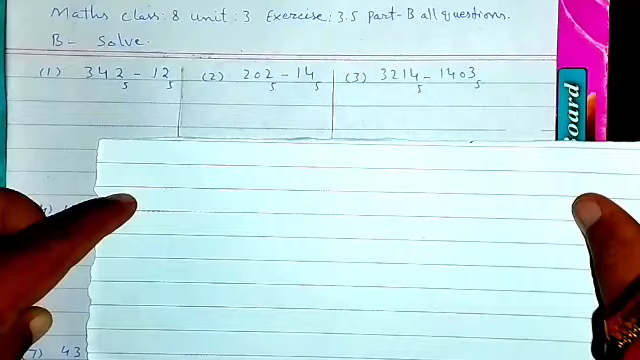 Maths class: 8 unit: 3 Exercise: 3.5 part-B all questions.
B- Solve.
(1) 342₅ - 12₅ (2) 202₅ - 14₅ (3) 3214₅ - 1403₅
7) 43
oard